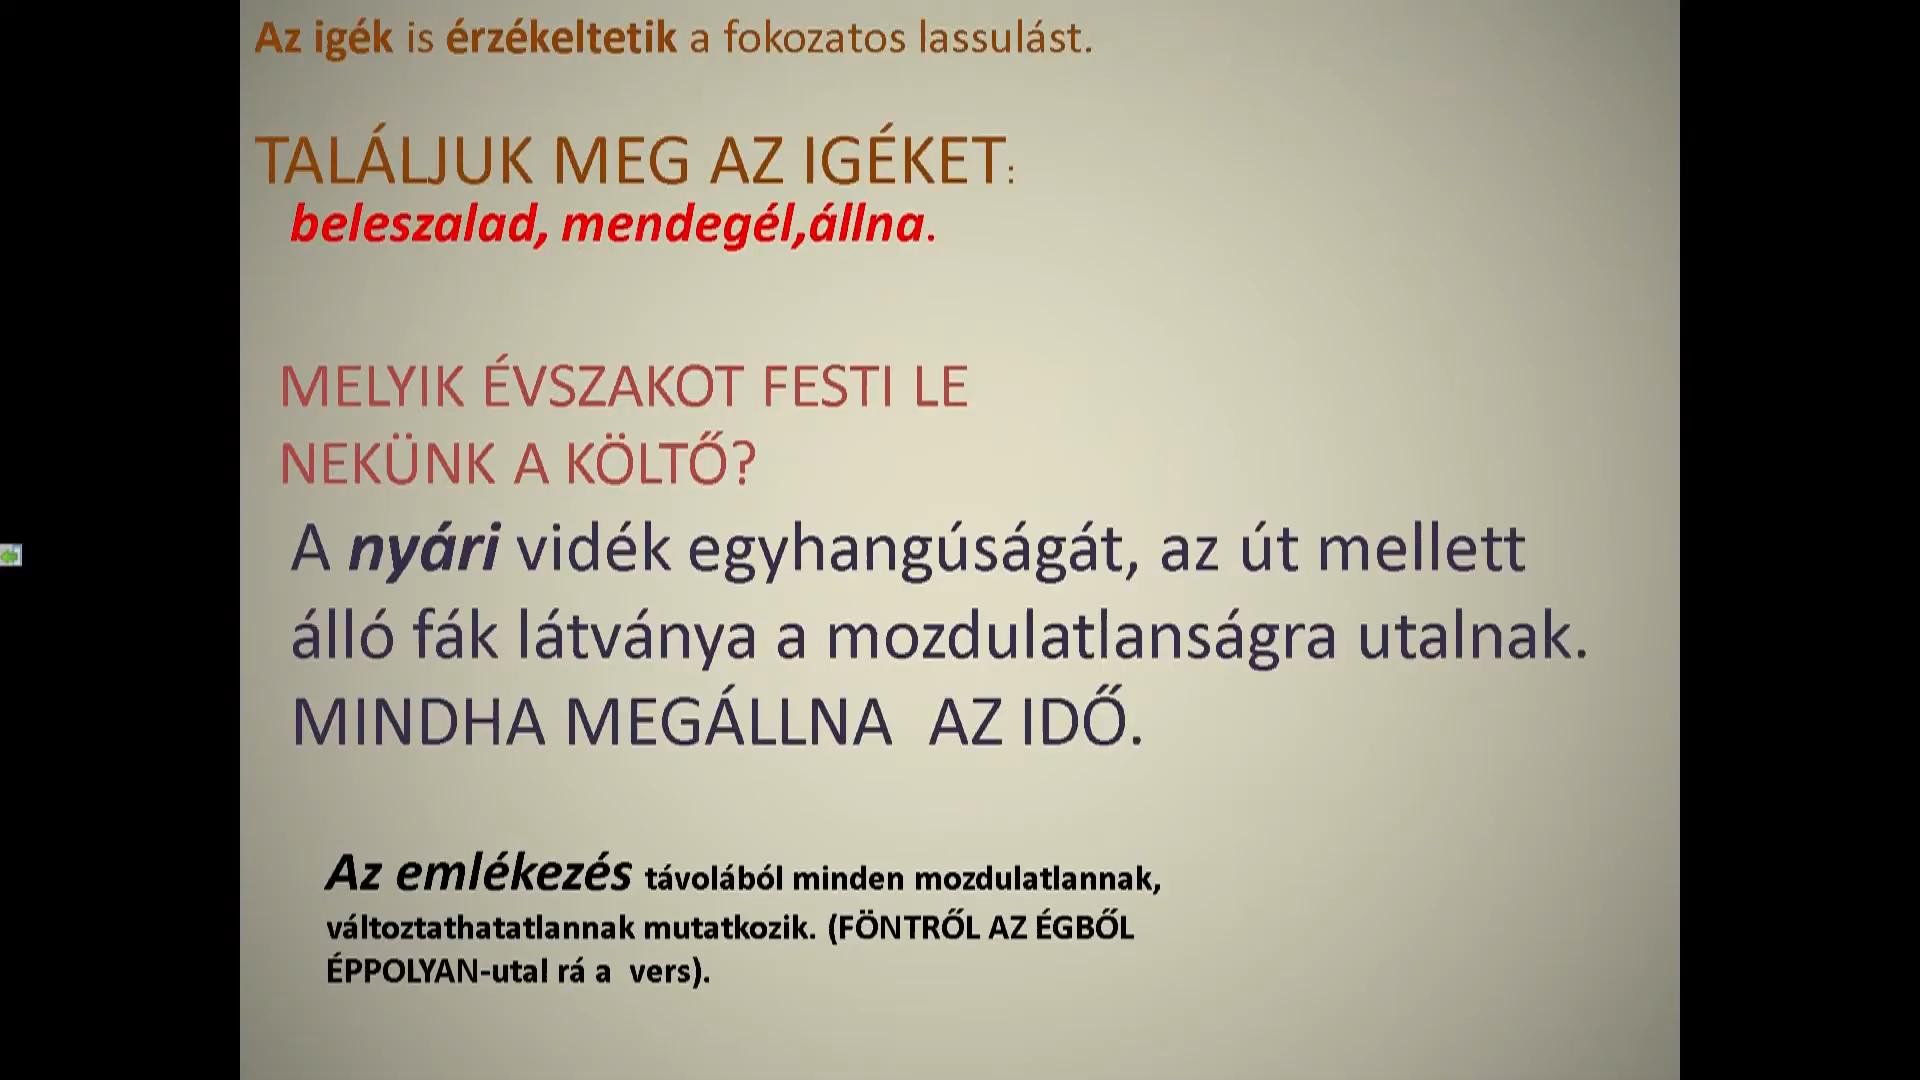 Az igék is érzékeltetik a fokozatos lassulást.
TALÁLJUK MEG AZ IGÉKET:
beleszalad, mendegél,állna.
MELYIK ÉVSZAKOT FESTI LE
NEKÜNK A KÖLTŐ?
A nyári vidék egyhangúságát, az út mellett
álló fák látványa a mozdulatlanságra utalnak.
MINDHA MEGÁLLNA AZ IDŐ.
Az emlékezés távolából minden mozdulatlannak,
változtathatatlannak mutatkozik. (FÖNTRŐL AZ ÉGBŐL
ÉPPOLYAN-utal rá a vers).